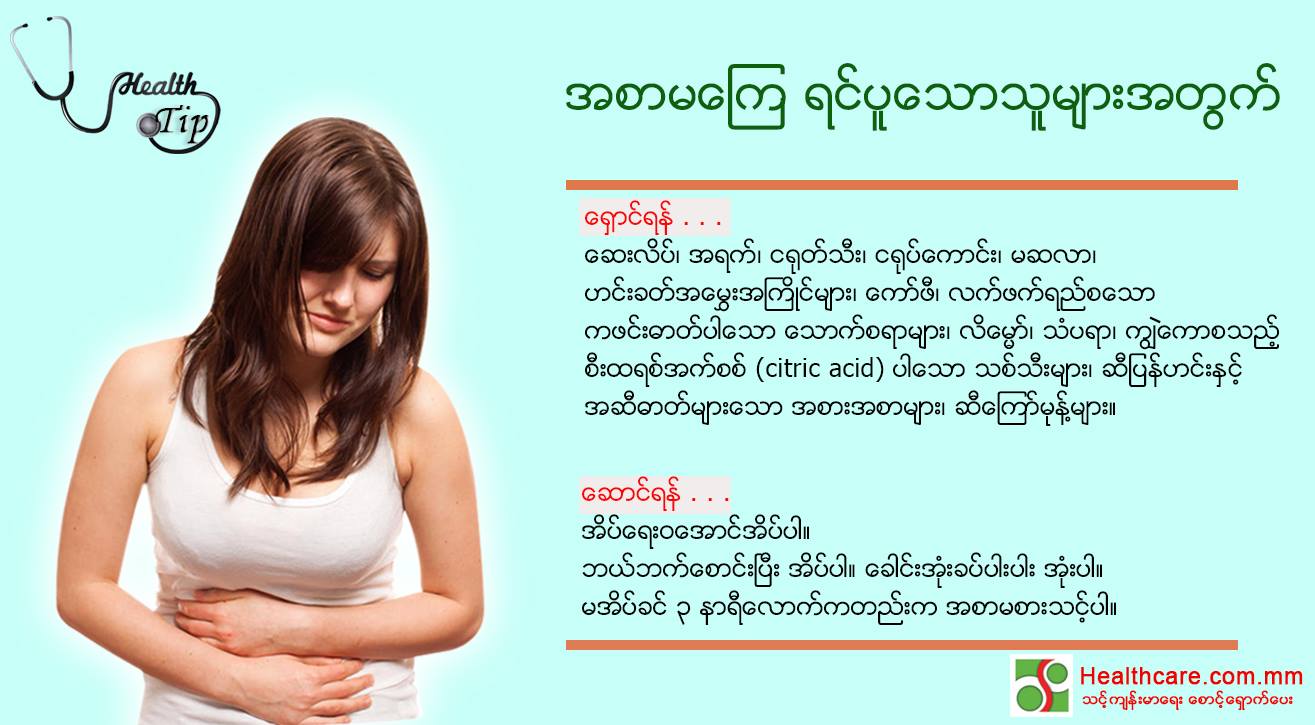 Health
Tip
အစာမကြေ ရင်ပူသောသူများအတွက်
ရှောင်ရန် . . .
ဆေးလိပ်၊ အရက်၊ ငရုတ်သီး၊ ငရုပ်ကောင်း၊ မဆလာ၊
ဟင်းခတ်အမွှေးအကြိုင်များ၊ ကော်ဖီ၊ လက်ဖက်ရည်စသော
ကဖင်းဓာတ်ပါသော သောက်စရာများ၊ လိမ္မော်၊ သံပရာ၊ ကျွဲကောစသည့်
စီးထရစ်အက်စစ် (citric acid) ပါသော သစ်သီးများ၊ ဆီပြန်ဟင်းနှင့်
အဆီဓာတ်များသော အစားအစာများ၊ ဆီကြော်မုန့်များ။
ဆောင်ရန် . . .
အိပ်ရေးဝအောင်အိပ်ပါ။
ဘယ်ဘက်စောင်းပြီး အိပ်ပါ။ ခေါင်းအုံးခပ်ပါးပါး အုံးပါ။
မအိပ်ခင် ၃ နာရီလောက်ကတည်းက အစာမစားသင့်ပါ။
Healthcare.com.mm
သင့်ကျန်းမာရေး စောင့်ရှောက်ပေး